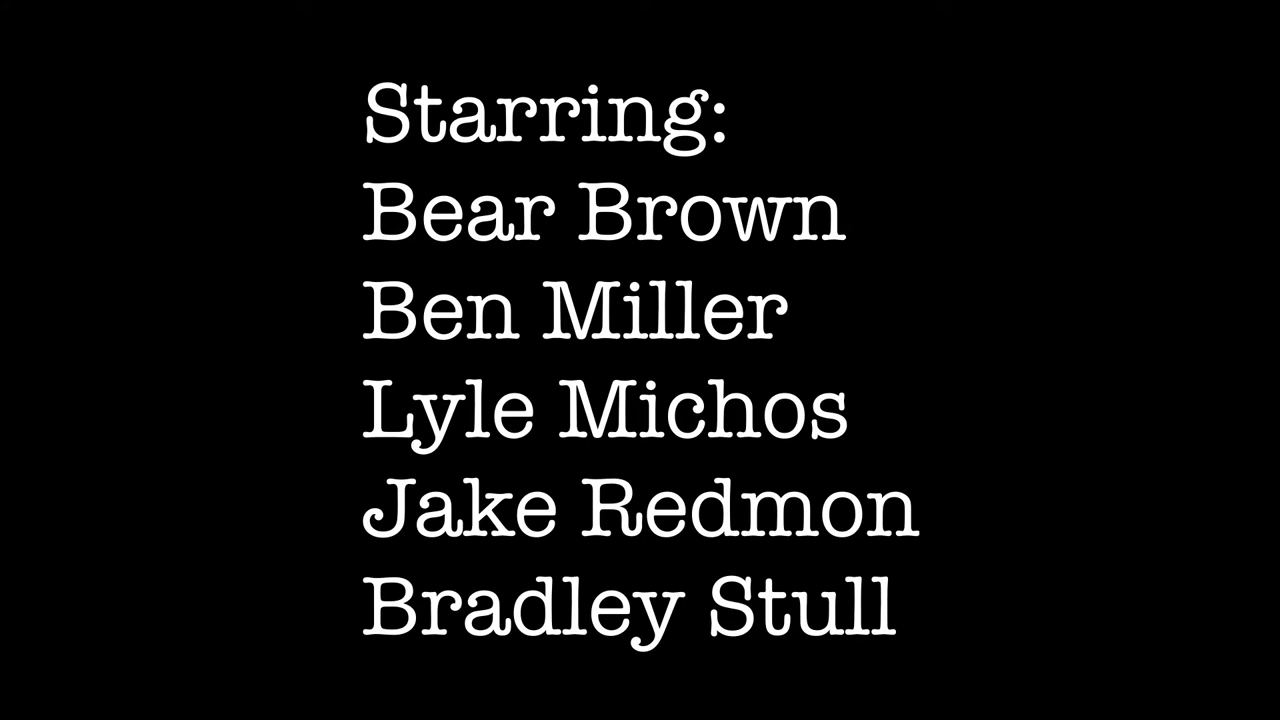 Starring:
Bear Brown
Ben Miller
Lyle Michos
Jake Redmon
Bradley Stull